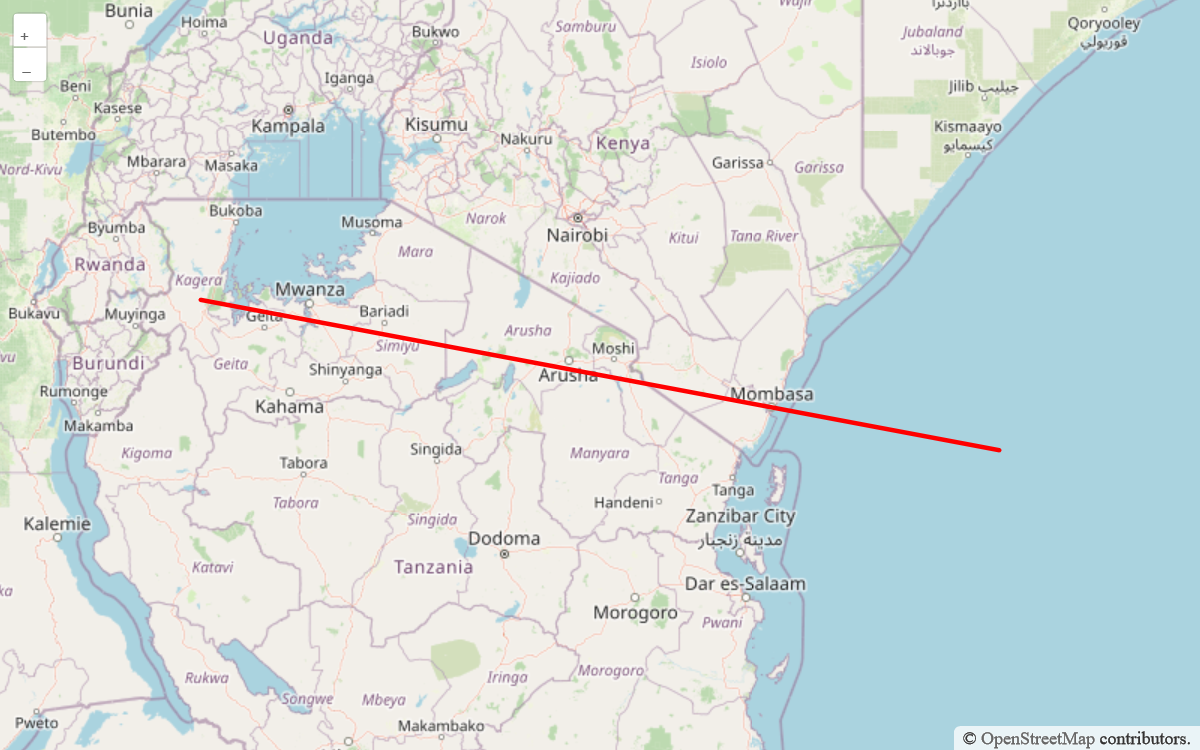 Bunia
Hoima
Uganda
Bukwo
Samburu
Wajir
Jubaland
جوبالاند
Qoryooley
قوريولي
+
−
Beni
Kasese
Iganga
Isiolo
Jilib جيليب
Butembo
Kampala
Kisumu
Nakuru
Kenya
Kismaayo
كيسمايو
Nord-Kivu
Mbarara
Masaka
Garissa
Garissa
Bukoba
Byumba
Musoma
Narok
Nairobi
Kitui
Tana River
Rwanda
Mara
Kagera
Kajiado
Mwanza
Bukavu
Muyinga
Geita
Bariadi
Arusha
Simiyu
Moshi
Burundi
Geita
Shinyanga
Arusha
Rumonge
Kahama
Mombasa
Makamba
Kigoma
Singida
Manyara
Tabora
Tanga
Tanga
Tabora
Handeni
Kalemie
Singida
Dodoma
Zanzibar City
مدينة زنجبار
Katavi
Tanzania
Dar es-Salaam
Morogoro
Pwani
Rukwa
Iringa
Morogoro
Songwe
Mbeya
Pweto
Makambako
© OpenStreetMap contributors.